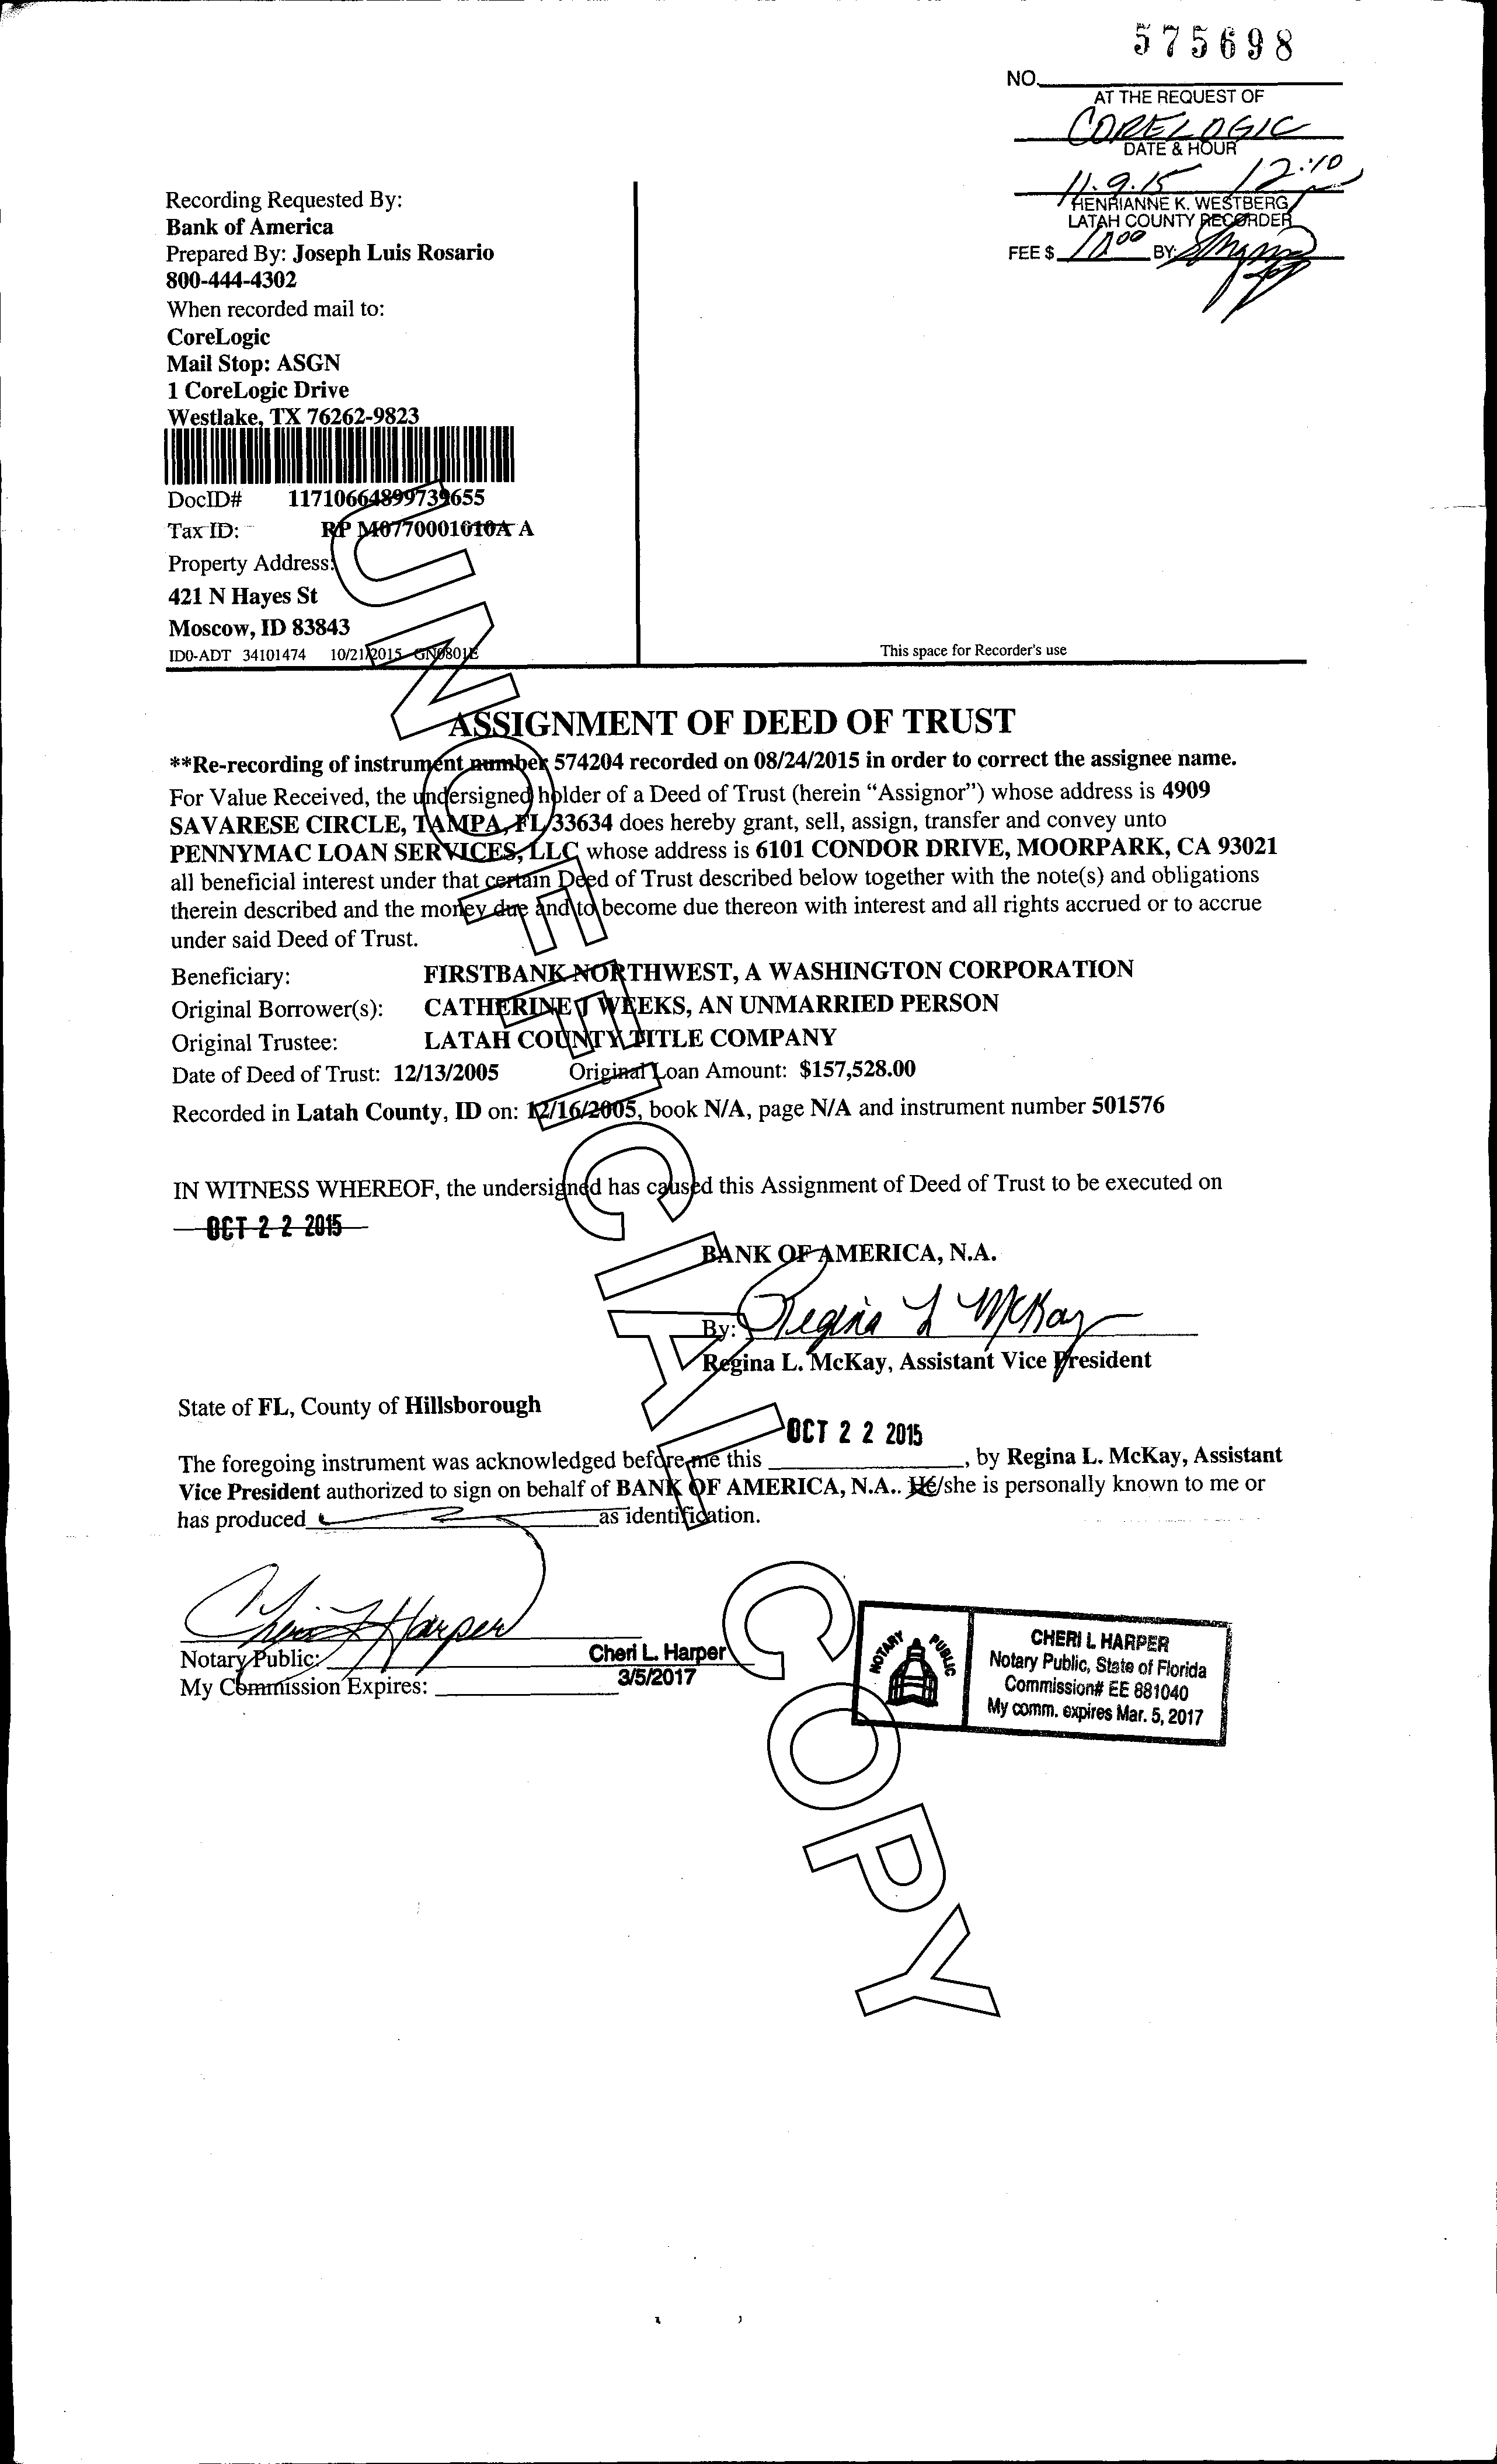 575698
NO.
AT THE REQUEST OF
CORELOGIC
DATE & HOUR
11.9.15 12:10
HENRIANNE K. WESTBERG
LATAH COUNTY RECORDER
FEE $ BY:
Recording Requested By:
Bank of America
Prepared By: Joseph Luis Rosario
800-444-4302
When recorded mail to:
CoreLogic
Mail Stop: ASGN
1 CoreLogic Drive
Westlake, TX 76262-9823
DocID# 11710664899739655
Tax ID: RP M0770001010A A
Property Address:
421 N Hayes St
Moscow, ID 83843
ID0-ADT 34101474 10/21/2015 GN0801E
This space for Recorder's use
ASSIGNMENT OF DEED OF TRUST
**Re-recording of instrument number 574204 recorded on 08/24/2015 in order to correct the assignee name.
For Value Received, the undersigned holder of a Deed of Trust (herein “Assignor”) whose address is 4909
SAVARESE CIRCLE, TAMPA, FL 33634 does hereby grant, sell, assign, transfer and convey unto
PENNYMAC LOAN SERVICES, LLC whose address is 6101 CONDOR DRIVE, MOORPARK, CA 93021
all beneficial interest under that certain Deed of Trust described below together with the note(s) and obligations
therein described and the money due and to become due thereon with interest and all rights accrued or to accrue
under said Deed of Trust.
Beneficiary: FIRSTBANK NORTHWEST, A WASHINGTON CORPORATION
Original Borrower(s): CATHERINE J WEEKS, AN UNMARRIED PERSON
Original Trustee: LATAH COUNTY TITLE COMPANY
Date of Deed of Trust: 12/13/2005 Original Loan Amount: $157,528.00
Recorded in Latah County, ID on: 12/16/2005, book N/A, page N/A and instrument number 501576
IN WITNESS WHEREOF, the undersigned has caused this Assignment of Deed of Trust to be executed on
OCT 22 2015
BANK OF AMERICA, N.A.
By: Regina L McKay
Regina L. McKay, Assistant Vice President
State of FL, County of Hillsborough
OCT 22 2015
The foregoing instrument was acknowledged before me this , by Regina L. McKay, Assistant
Vice President authorized to sign on behalf of BANK OF AMERICA, N.A.. He/she is personally known to me or
has produced as identification.
Cheri L Harper
Notary Public: Cheri L. Harper
My Commission Expires: 3/5/2017
NOTARY PUBLIC
CHERI L HARPER
Notary Public, State of Florida
Commission# EE 881040
My comm. expires Mar. 5, 2017
UNOFFICIAL COPY